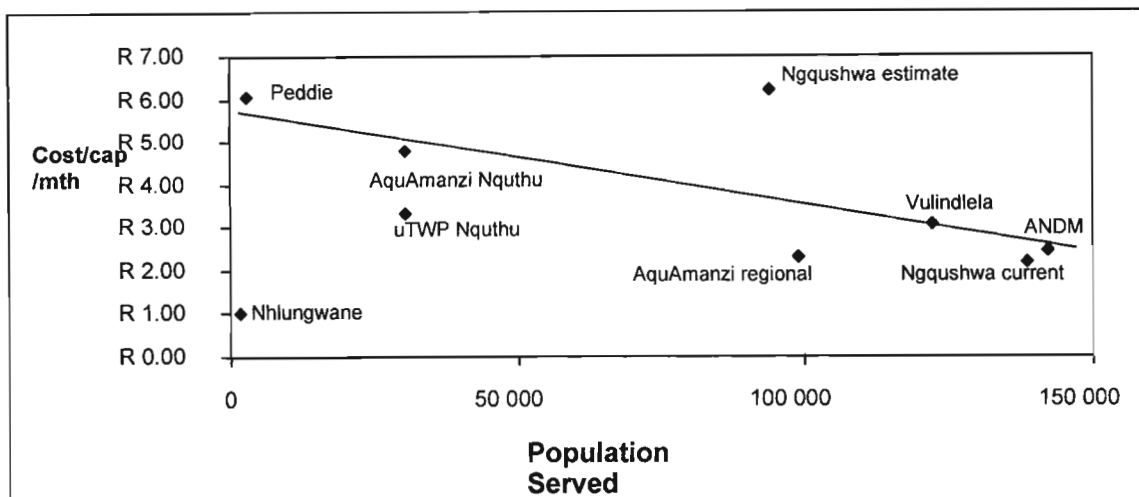 R 7.00
R 6.00
R 5.00
R 4.00
R 3.00
R 2.00
R 1.00
R 0.00
Cost/cap
/mth
Peddie
Ngqushwa estimate
AquAmanzi Nquthu
uTWP Nquthu
Vulindlela
ANDM
AquAmanzi regional
Ngqushwa current
Nhlungwane
0
50 000
100 000
150 000
Population
Served